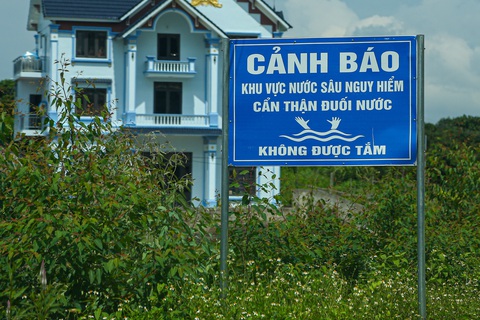 CẢNH BÁO
KHU VỰC NƯỚC SÂU NGUY HIỂM
CẨN THẬN ĐUỐI NƯỚC
KHÔNG ĐƯỢC TẮM